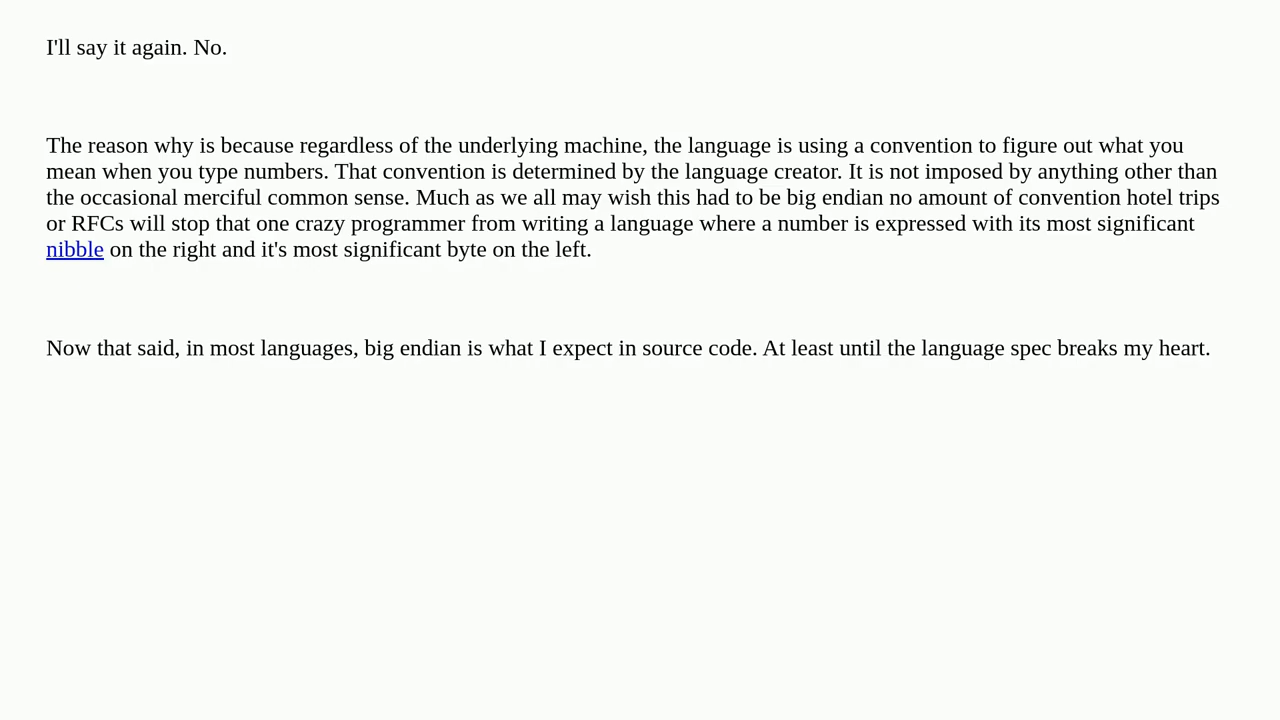 I'll say it again. No.
The reason why is because regardless of the underlying machine, the language is using a convention to figure out what you
mean when you type numbers. That convention is determined by the language creator. It is not imposed by anything other than
the occasional merciful common sense. Much as we all may wish this had to be big endian no amount of convention hotel trips
or RFCs will stop that one crazy programmer from writing a language where a number is expressed with its most significant
nibble on the right and it's most significant byte on the left.
Now that said, in most languages, big endian is what I expect in source code. At least until the language spec breaks my heart.